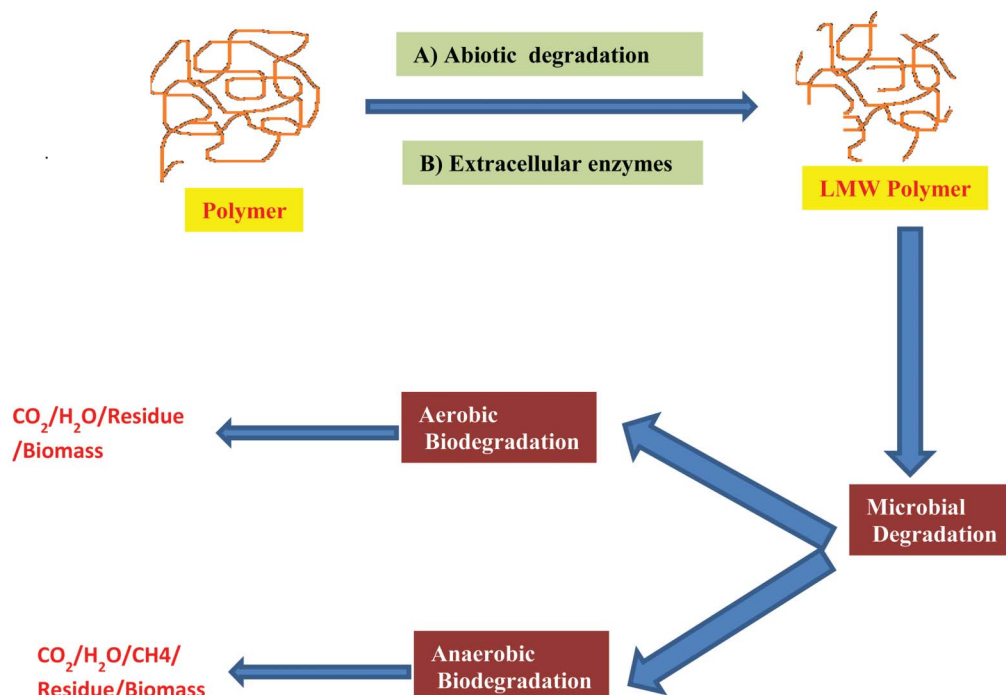 A) Abiotic degradation
B) Extracellular enzymes
Polymer
LMW Polymer
CO₂/H₂O/Residue
/Biomass
Aerobic
Biodegradation
Microbial
Degradation
CO₂/H₂O/CH4/
Residue/Biomass
Anaerobic
Biodegradation